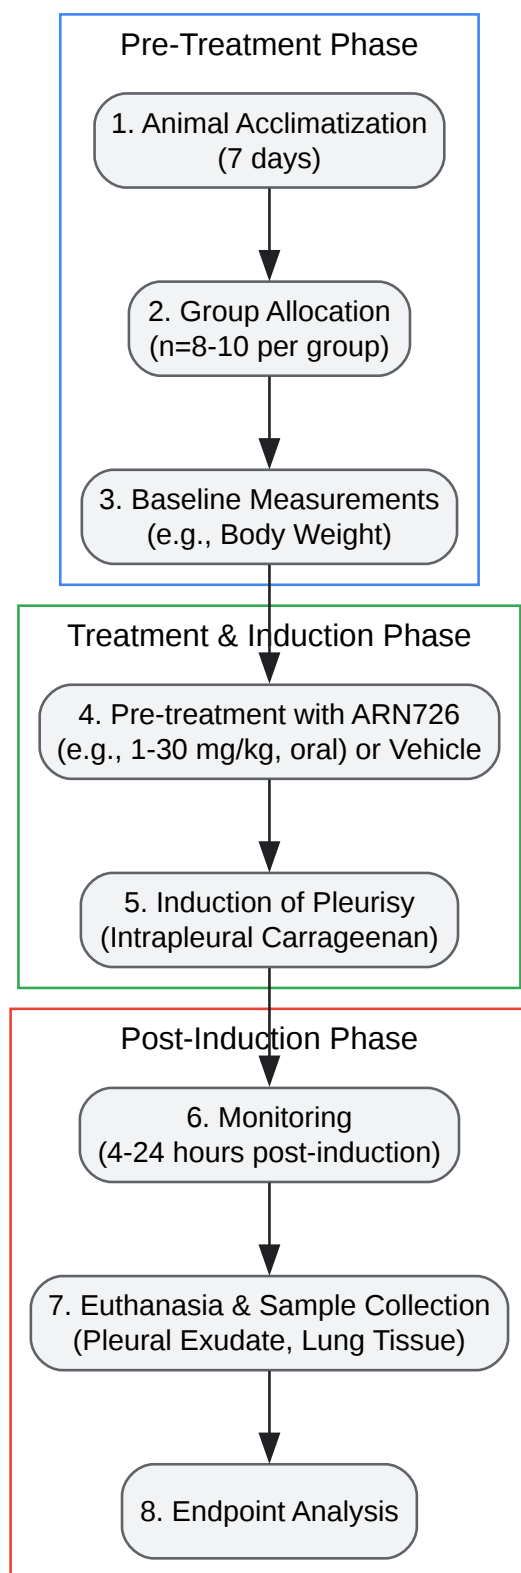 Pre-Treatment Phase
1. Animal Acclimatization
(7 days)
2. Group Allocation
(n=8-10 per group)
3. Baseline Measurements
(e.g., Body Weight)
Treatment & Induction Phase
4. Pre-treatment with ARN726
(e.g., 1-30 mg/kg, oral) or Vehicle
5. Induction of Pleurisy
(Intrapleural Carrageenan)
Post-Induction Phase
6. Monitoring
(4-24 hours post-induction)
7. Euthanasia & Sample Collection
(Pleural Exudate, Lung Tissue)
8. Endpoint Analysis